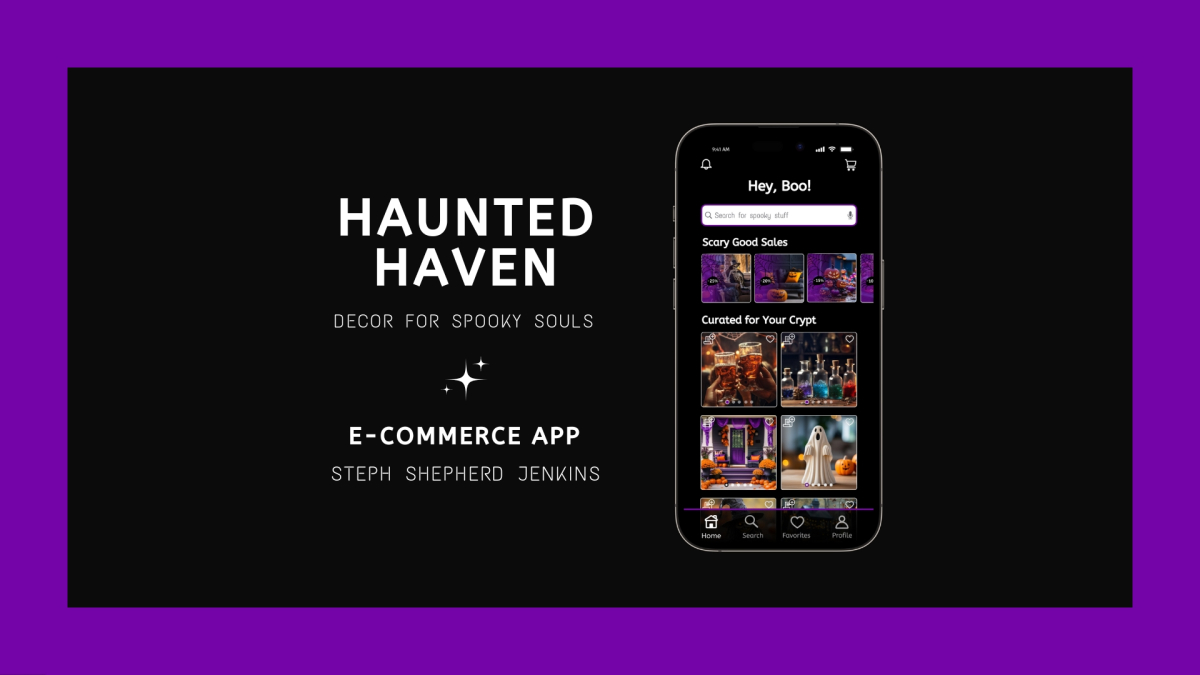 HAUNTED
HAVEN
DECOR FOR SPOOKY SOULS
E-COMMERCE APP
STEPH SHEPHERD JENKINS
9:41 AM
Hey, Boo!
Search for spooky stuff
Scary Good Sales
-20%
-15%
Curated for Your Crypt
Home Search Favorites Profile